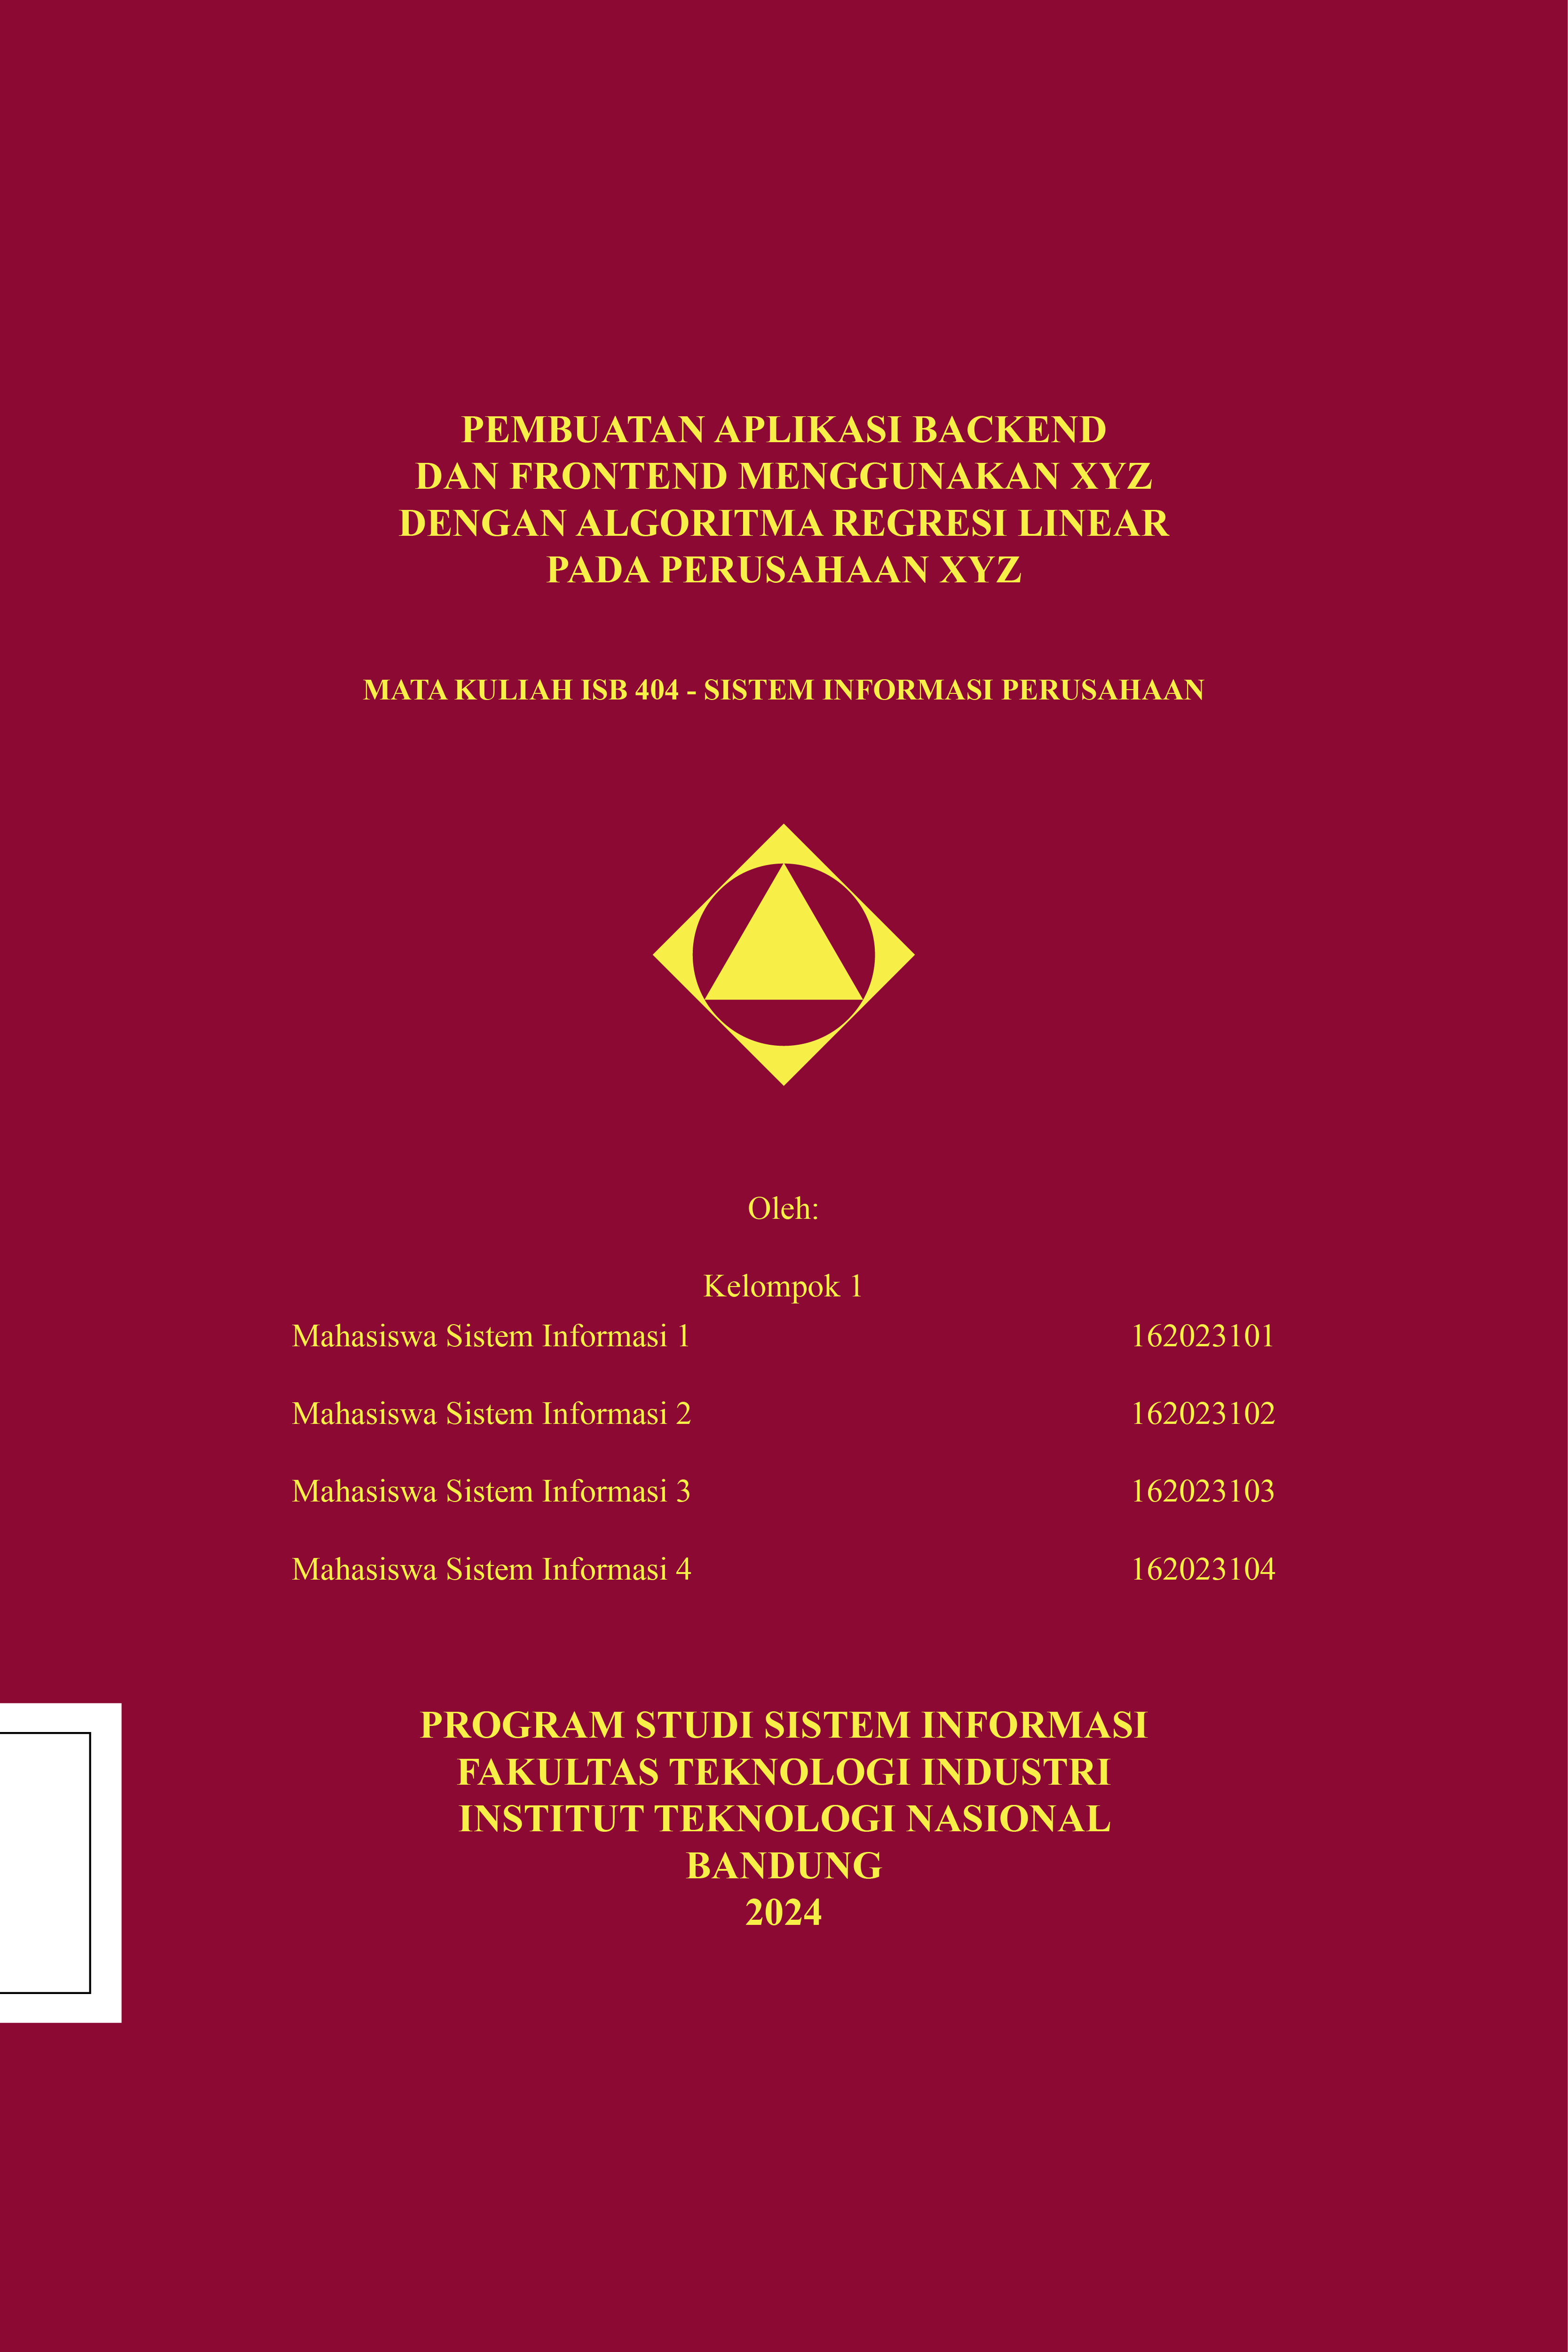 PEMBUATAN APLIKASI BACKEND
DAN FRONTEND MENGGUNAKAN XYZ
DENGAN ALGORITMA REGRESI LINEAR
PADA PERUSAHAAN XYZ
MATA KULIAH ISB 404 - SISTEM INFORMASI PERUSAHAAN
Oleh:
Kelompok 1
Mahasiswa Sistem Informasi 1 162023101
Mahasiswa Sistem Informasi 2 162023102
Mahasiswa Sistem Informasi 3 162023103
Mahasiswa Sistem Informasi 4 162023104
PROGRAM STUDI SISTEM INFORMASI
FAKULTAS TEKNOLOGI INDUSTRI
INSTITUT TEKNOLOGI NASIONAL
BANDUNG
2024